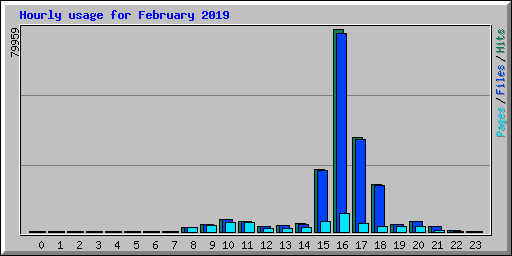 Hourly usage for February 2019
79959
Pages/Files/Hits
0 1 2 3 4 5 6 7 8 9 10 11 12 13 14 15 16 17 18 19 20 21 22 23